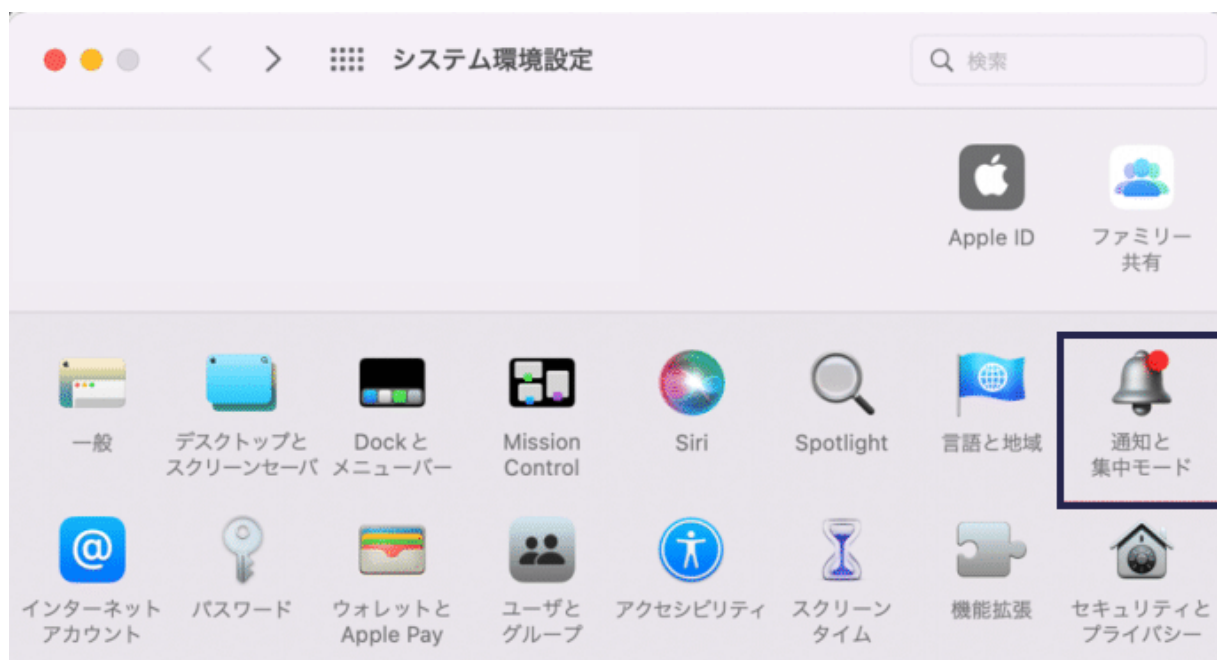 システム環境設定
検索
Apple ID
ファミリー
共有
一般
デスクトップと
スクリーンセーバ
Dockと
メニューバー
Mission
Control
Siri
Spotlight
言語と地域
通知と
集中モード
インターネット
アカウント
パスワード
ウォレットと
Apple Pay
ユーザと
グループ
アクセシビリティ
スクリーン
タイム
機能拡張
セキュリティと
プライバシー